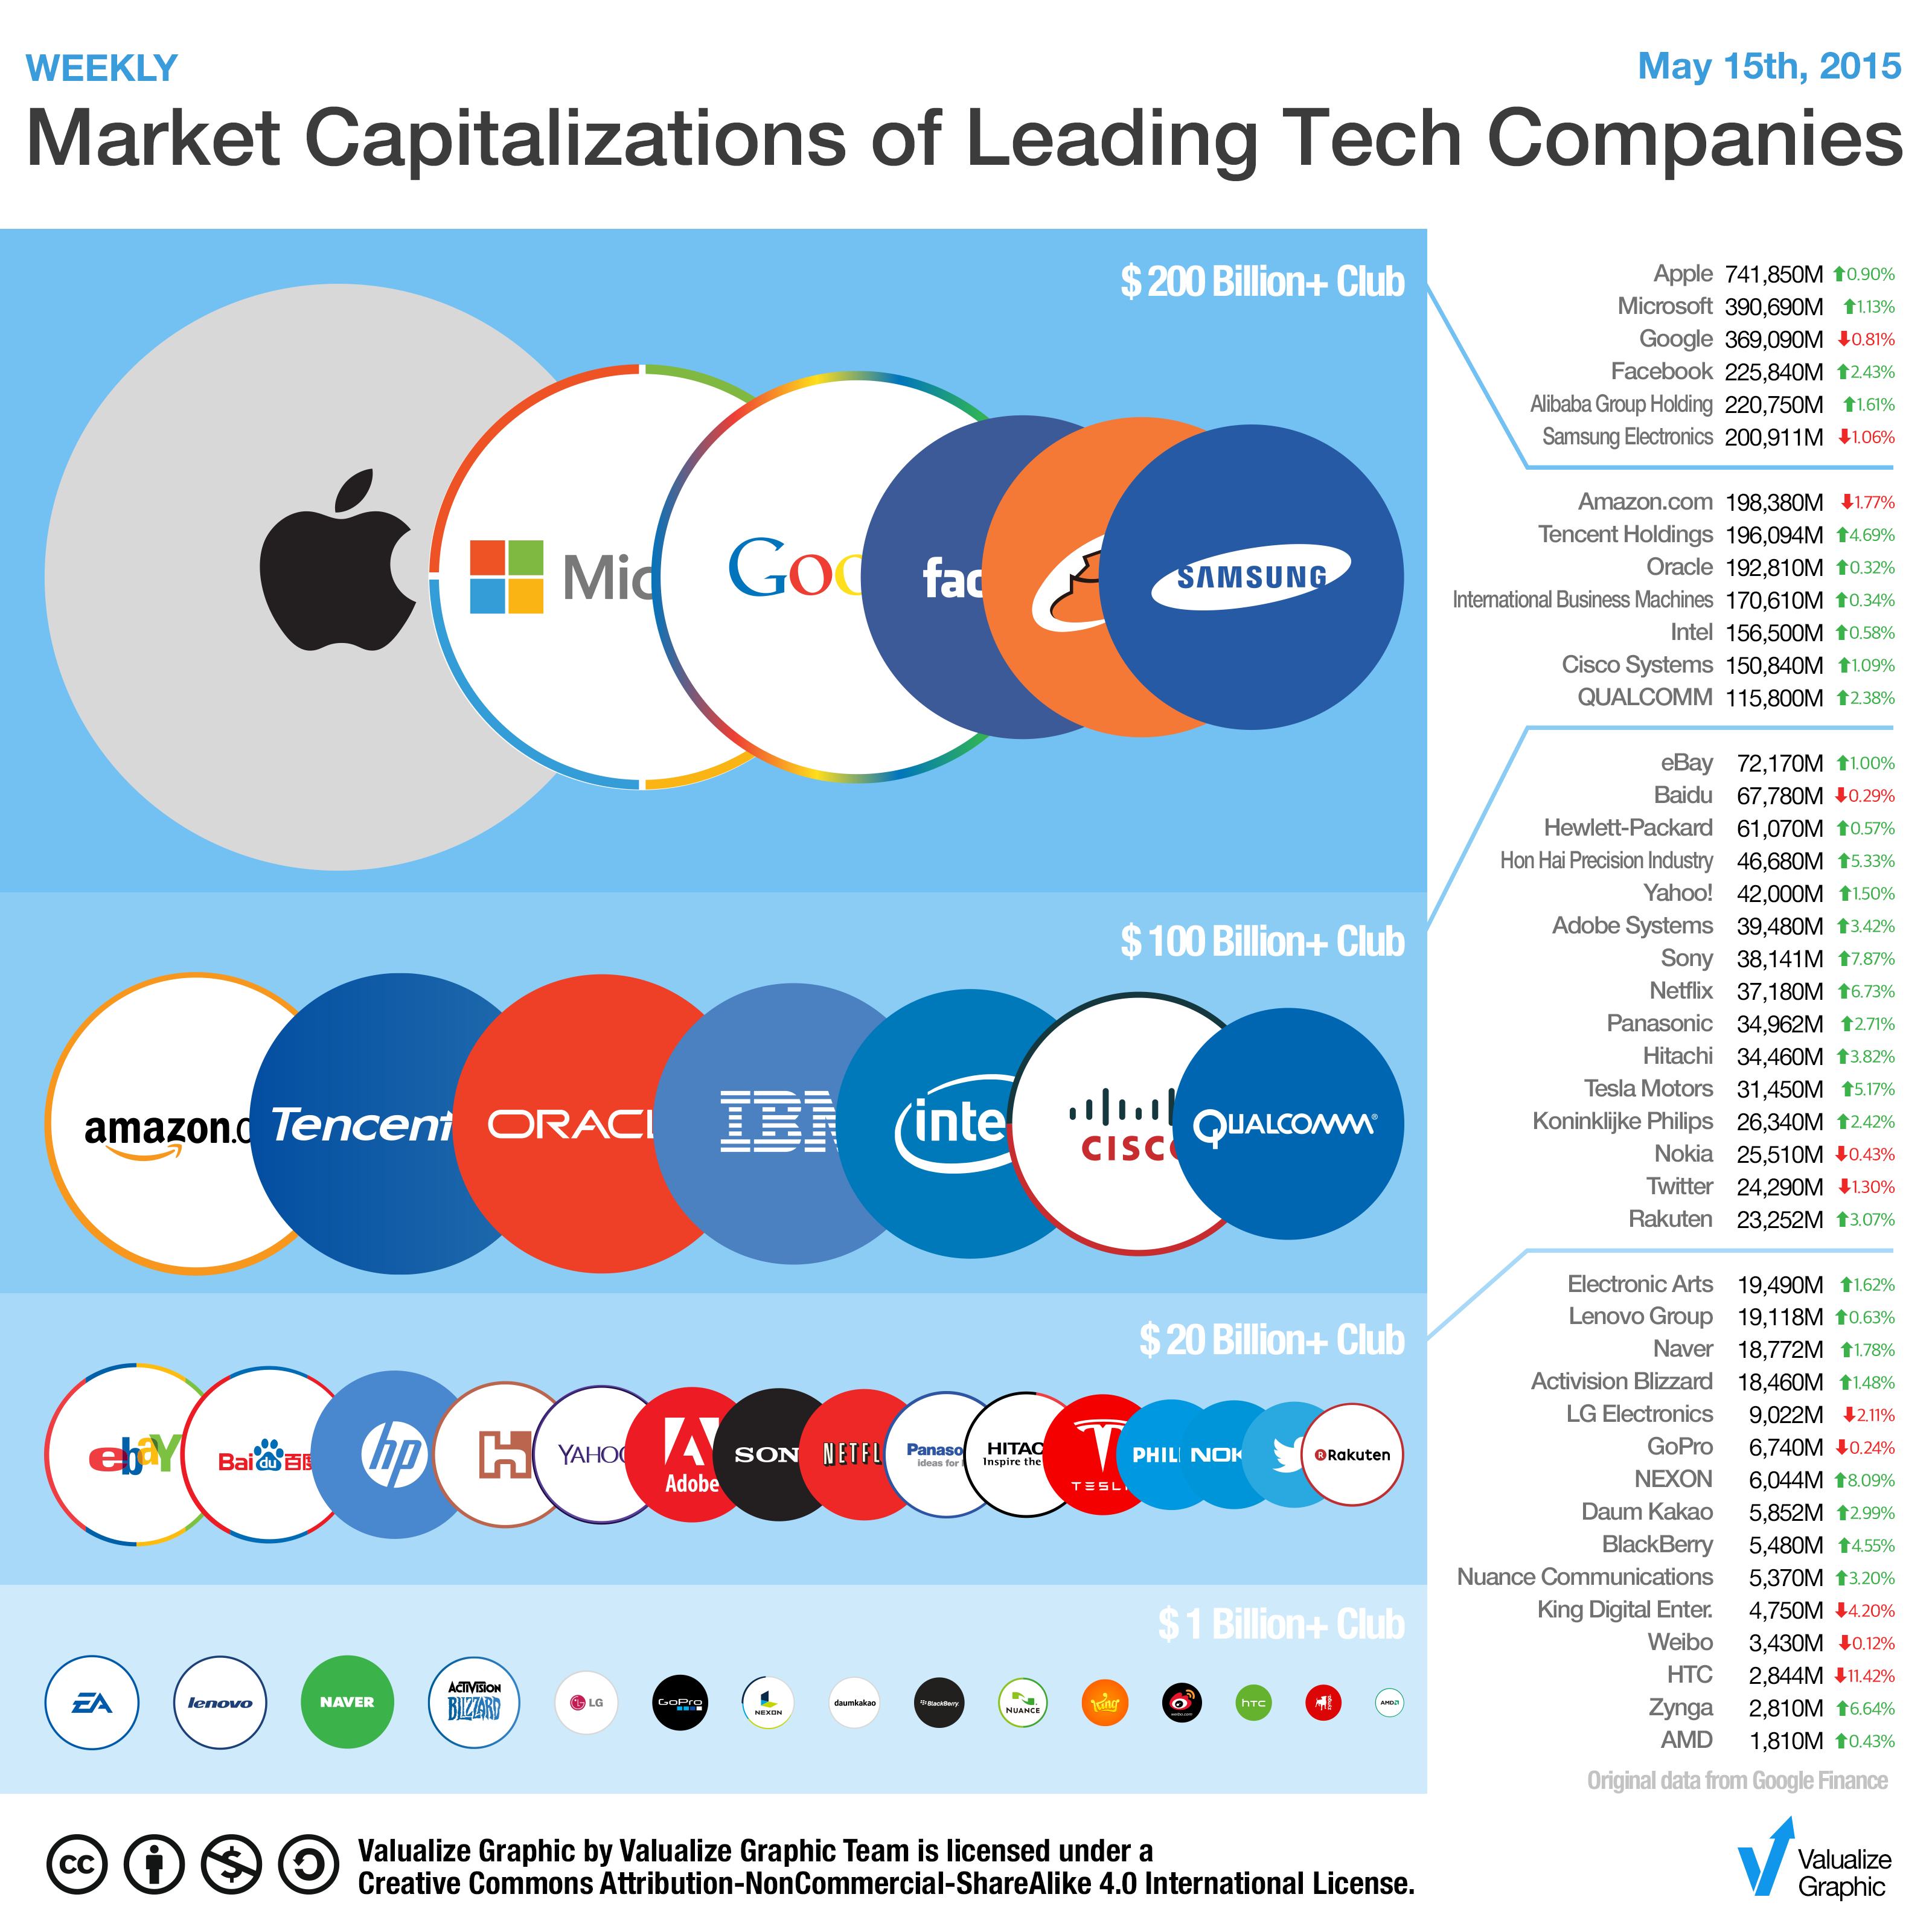 WEEKLY
May 15th, 2015
Market Capitalizations of Leading Tech Companies
$ 200 Billion+ Club
Mic
Goo
fac
SAMSUNG
$ 100 Billion+ Club
amazon.c
Tencent
ORACL
IBM
inte
CISCO
QUALCOMM®
$ 20 Billion+ Club
ebaY
Bai du 百度
hp
H
YAHOO
Adobe
SON
NETFL
Panaso
ideas for
HITAC
Inspire the
TESL
PHILI
NOK
Rakuten
$ 1 Billion+ Club
EA
lenovo
NAVER
ACTIVISION
BLIZZARD
LG
GoPro
NEXON
daumkakao
BlackBerry
NUANCE
King
weibo.com
hTC
AMD
Apple 741,850M 0.90%
Microsoft 390,690M 1.13%
Google 369,090M 0.81%
Facebook 225,840M 2.43%
Alibaba Group Holding 220,750M 1.61%
Samsung Electronics 200,911M 1.06%
Amazon.com 198,380M 1.77%
Tencent Holdings 196,094M 4.69%
Oracle 192,810M 0.32%
International Business Machines 170,610M 0.34%
Intel 156,500M 0.58%
Cisco Systems 150,840M 1.09%
QUALCOMM 115,800M 2.38%
eBay 72,170M 1.00%
Baidu 67,780M 0.29%
Hewlett-Packard 61,070M 0.57%
Hon Hai Precision Industry 46,680M 5.33%
Yahoo! 42,000M 1.50%
Adobe Systems 39,480M 3.42%
Sony 38,141M 7.87%
Netflix 37,180M 6.73%
Panasonic 34,962M 2.71%
Hitachi 34,460M 3.82%
Tesla Motors 31,450M 5.17%
Koninklijke Philips 26,340M 2.42%
Nokia 25,510M 0.43%
Twitter 24,290M 1.30%
Rakuten 23,252M 3.07%
Electronic Arts 19,490M 1.62%
Lenovo Group 19,118M 0.63%
Naver 18,772M 1.78%
Activision Blizzard 18,460M 1.48%
LG Electronics 9,022M 2.11%
GoPro 6,740M 0.24%
NEXON 6,044M 8.09%
Daum Kakao 5,852M 2.99%
BlackBerry 5,480M 4.55%
Nuance Communications 5,370M 3.20%
King Digital Enter. 4,750M 4.20%
Weibo 3,430M 0.12%
HTC 2,844M 11.42%
Zynga 2,810M 6.64%
AMD 1,810M 0.43%
Original data from Google Finance
cc
Valualize Graphic by Valualize Graphic Team is licensed under a
Creative Commons Attribution-NonCommercial-ShareAlike 4.0 International License.
Valualize
Graphic